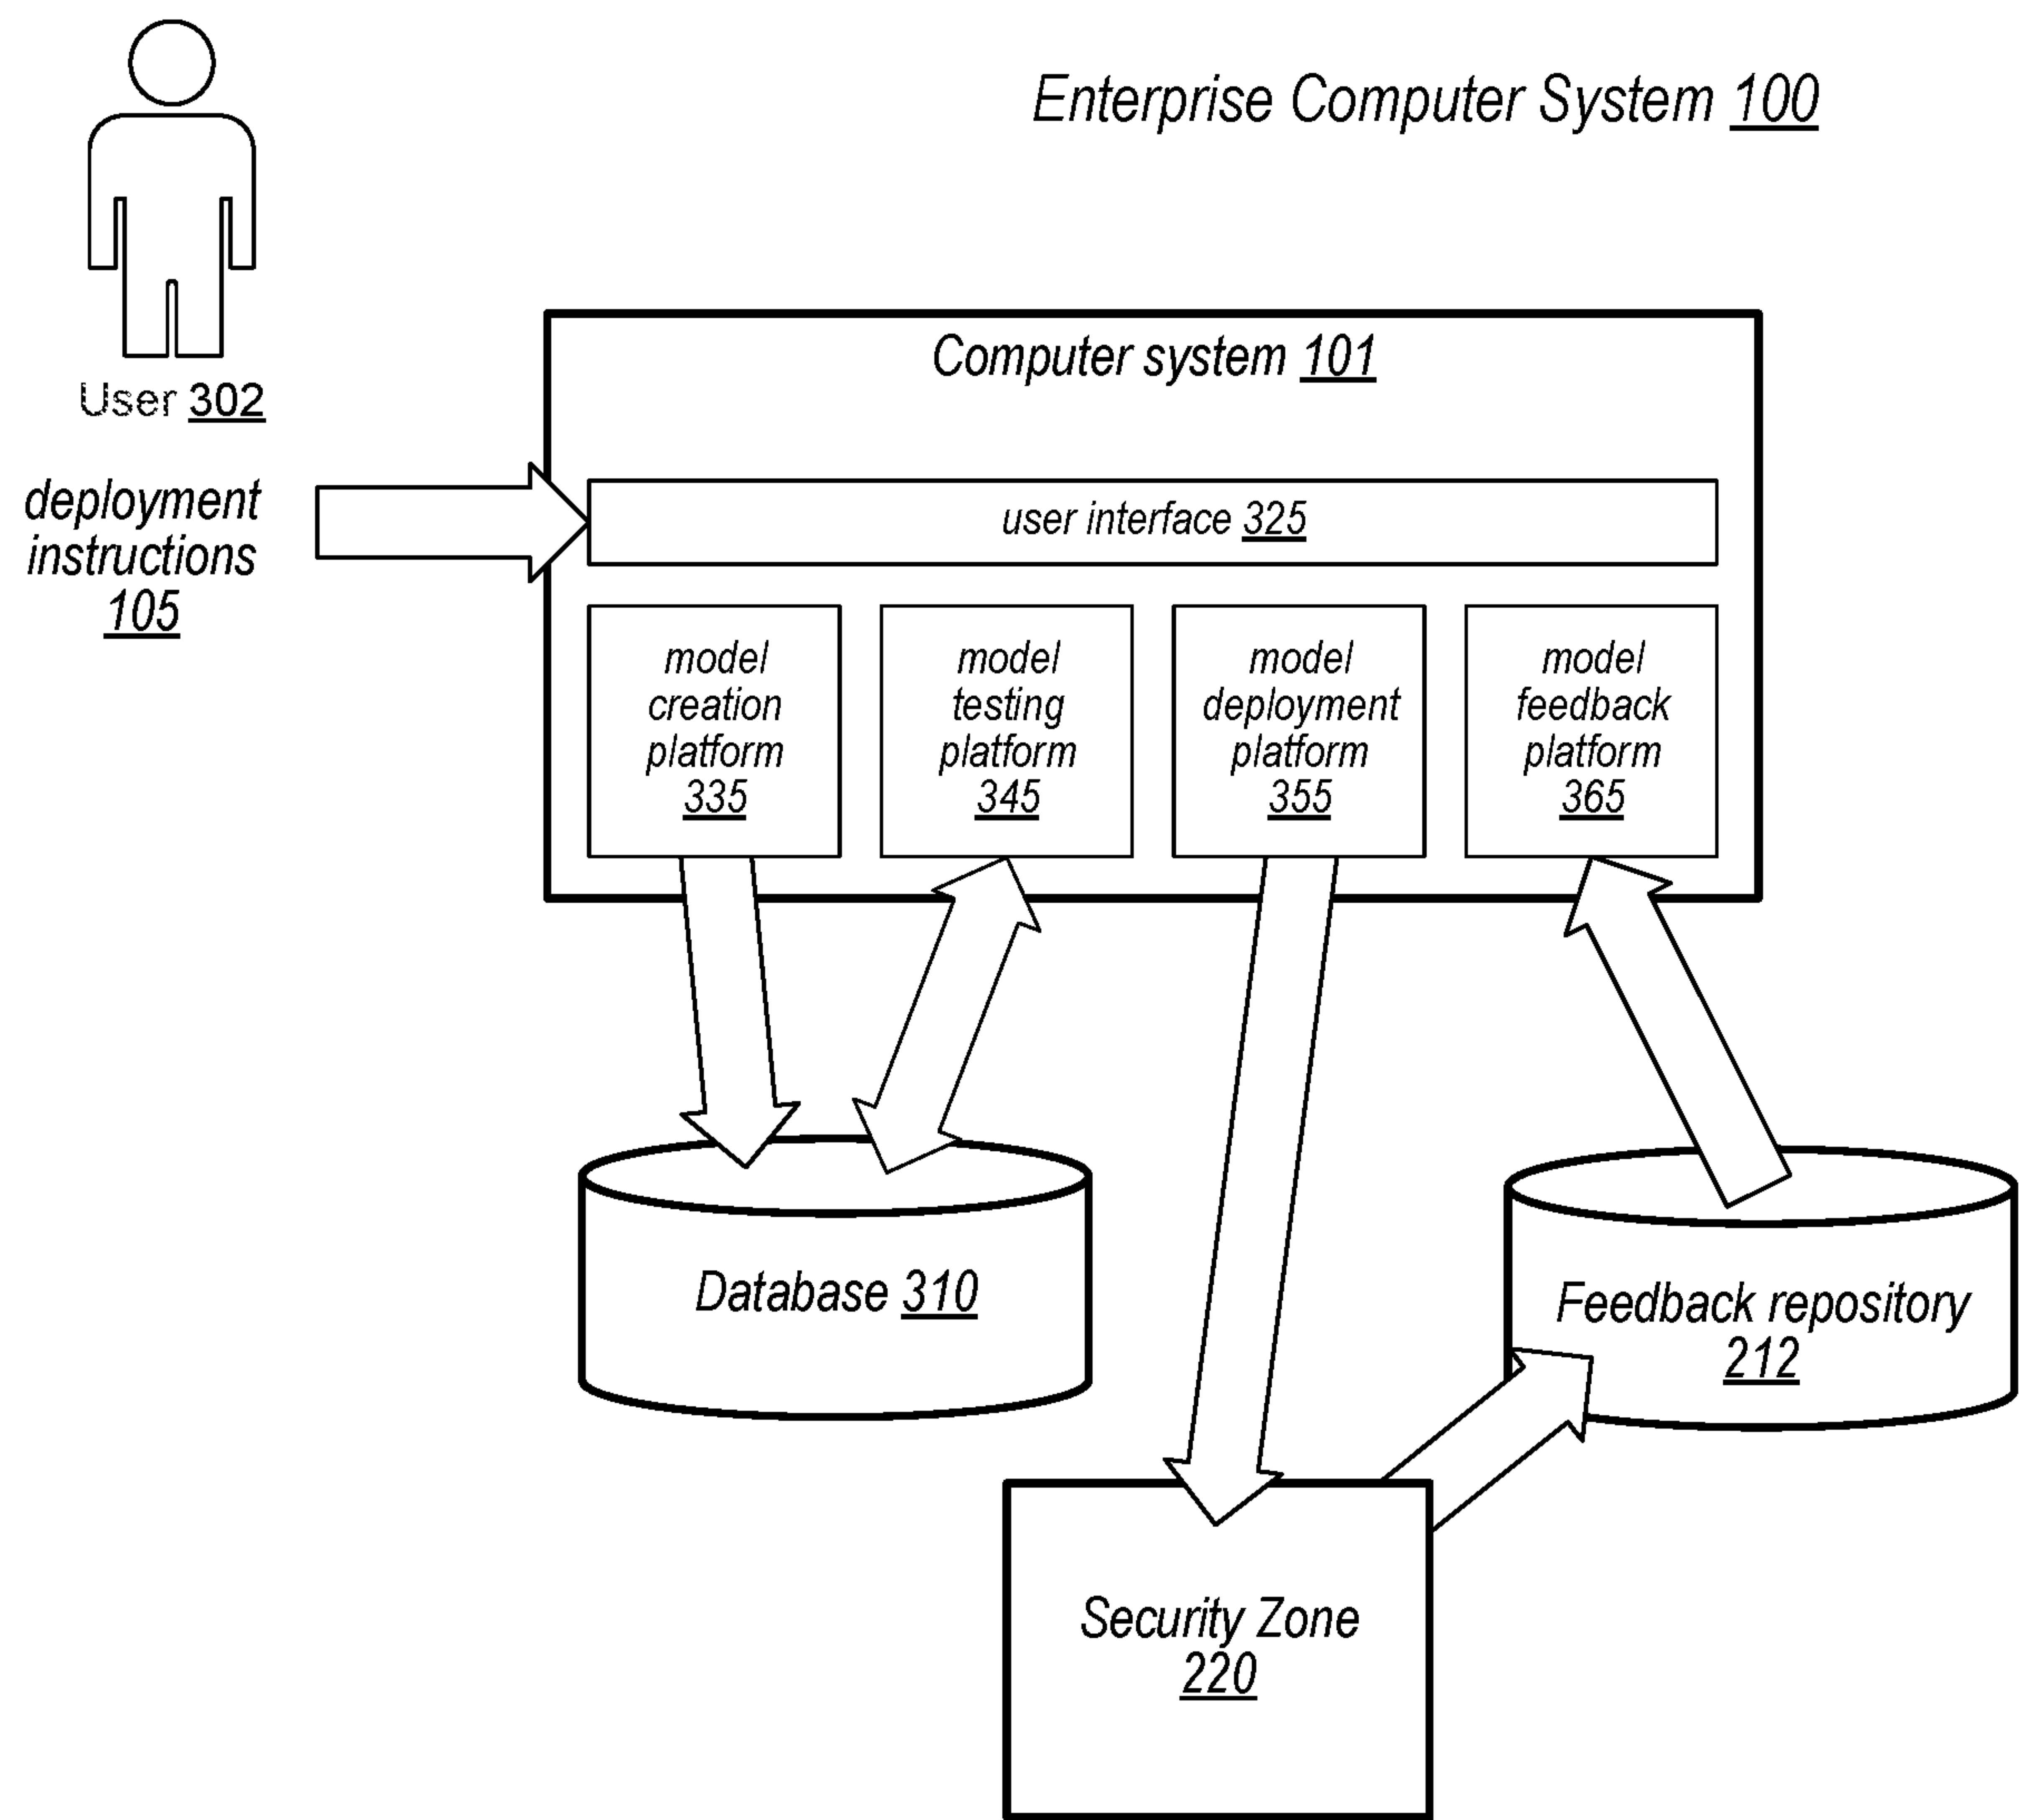 Enterprise Computer System 100
User 302
deployment
instructions
105
Computer system 101
user interface 325
model
creation
platform
335
model
testing
platform
345
model
deployment
platform
355
model
feedback
platform
365
Database 310
Feedback repository
212
Security Zone
220